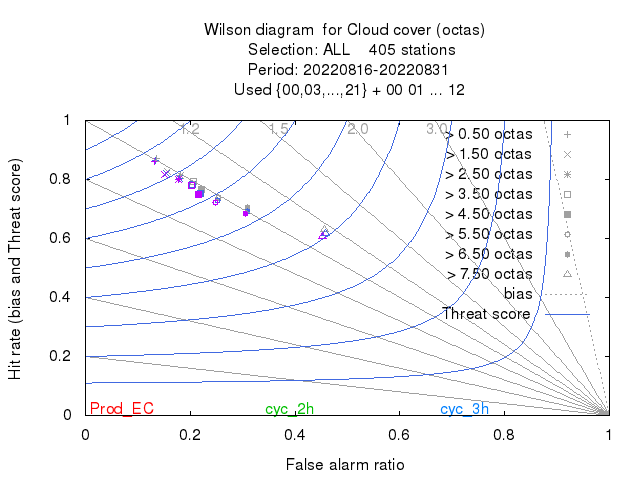 Wilson diagram for Cloud cover (octas)
Selection: ALL 405 stations
Period: 20220816-20220831
Used {00,03,...,21} + 00 01 ... 12
1.2 1.5 2.0 3.0
> 0.50 octas
> 1.50 octas
> 2.50 octas
> 3.50 octas
> 4.50 octas
> 5.50 octas
> 6.50 octas
> 7.50 octas
bias
Threat score
Hit rate (bias and Threat score)
1
0.8
0.6
0.4
0.2
0
Prod_EC cyc_2h cyc_3h
0 0.2 0.4 0.6 0.8 1
False alarm ratio